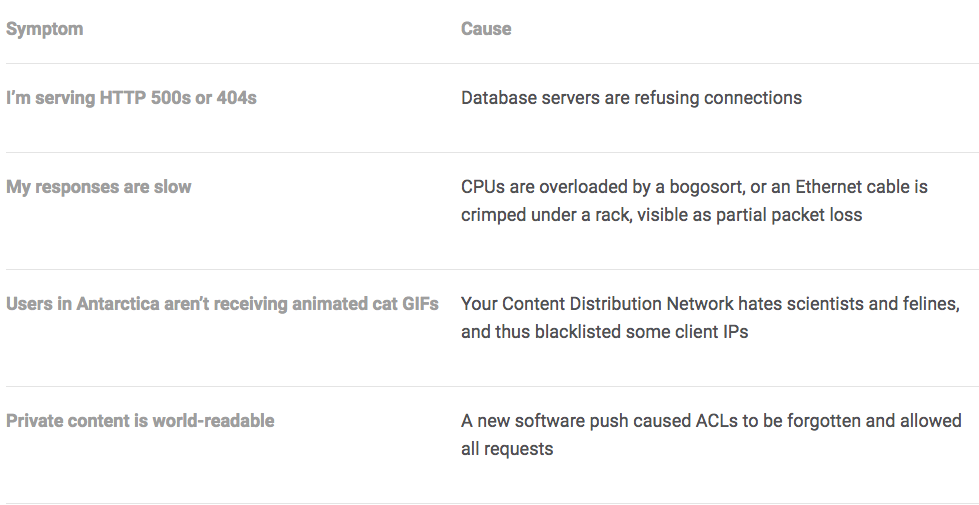 Symptom Cause
I’m serving HTTP 500s or 404s Database servers are refusing connections
My responses are slow CPUs are overloaded by a bogosort, or an Ethernet cable is
crimped under a rack, visible as partial packet loss
Users in Antarctica aren’t receiving animated cat GIFs Your Content Distribution Network hates scientists and felines,
and thus blacklisted some client IPs
Private content is world-readable A new software push caused ACLs to be forgotten and allowed
all requests